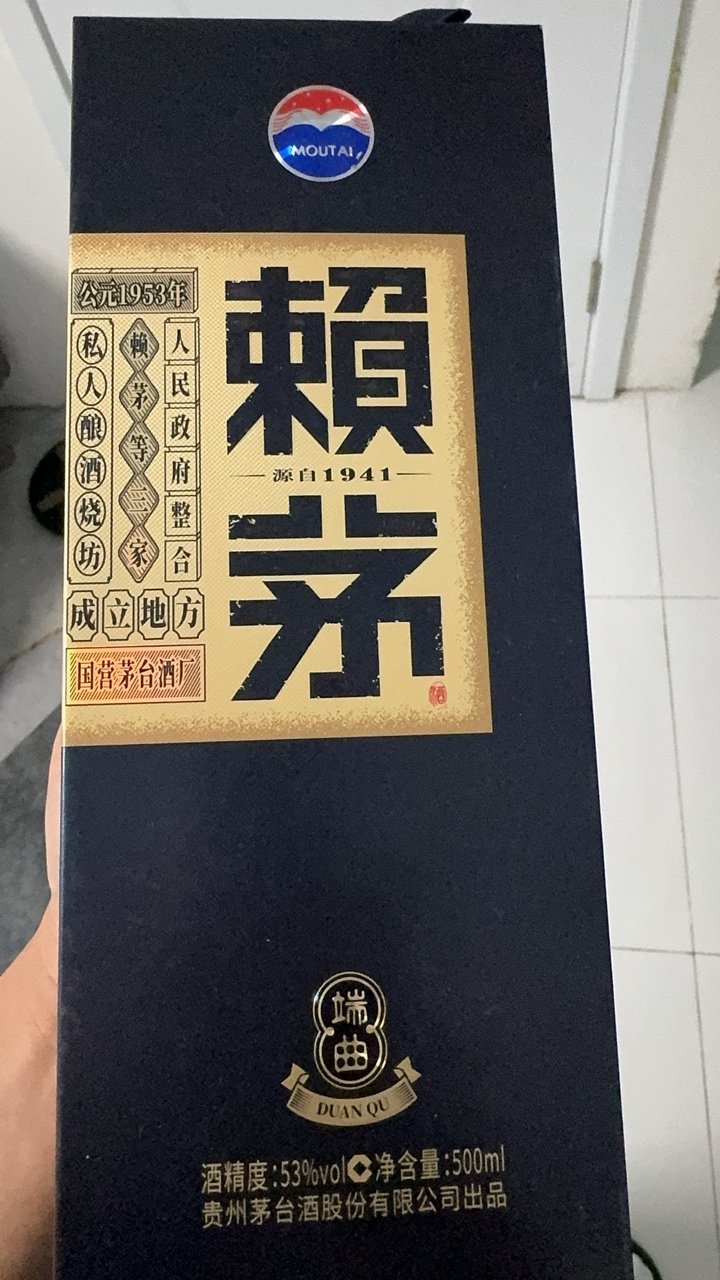 MOUTAI
公元1953年
人民政府整合
赖茅等三家
私人酿酒烧坊
成立地方
国营茅台酒厂
賴
源自1941
茅
端曲
DUAN QU
酒精度:53%vol 净含量:500ml
贵州茅台酒股份有限公司出品